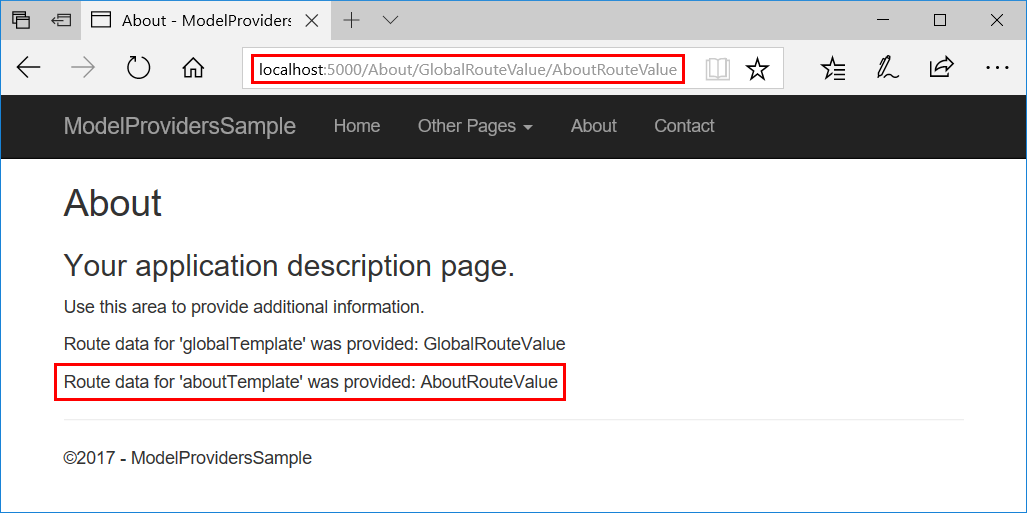 About - ModelProviders
localhost:5000/About/GlobalRouteValue/AboutRouteValue
ModelProvidersSample Home Other Pages About Contact
About
Your application description page.
Use this area to provide additional information.
Route data for 'globalTemplate' was provided: GlobalRouteValue
Route data for 'aboutTemplate' was provided: AboutRouteValue
©2017 - ModelProvidersSample